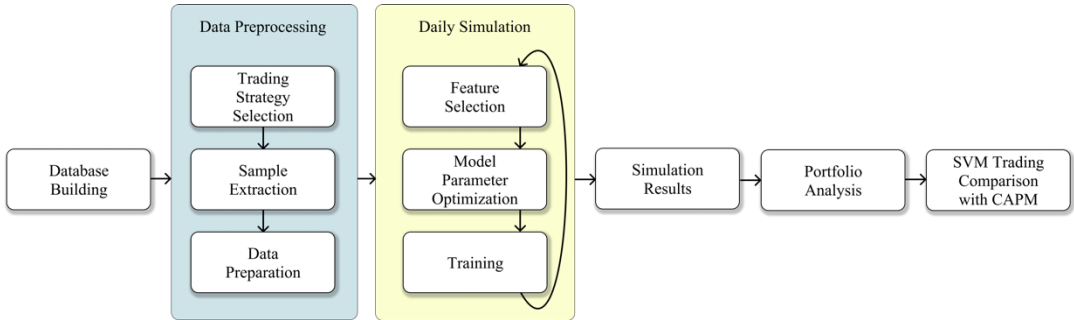 Database
Building
Data Preprocessing
Trading
Strategy
Selection
Sample
Extraction
Data
Preparation
Daily Simulation
Feature
Selection
Model
Parameter
Optimization
Training
Simulation
Results
Portfolio
Analysis
SVM Trading
Comparison
with CAPM